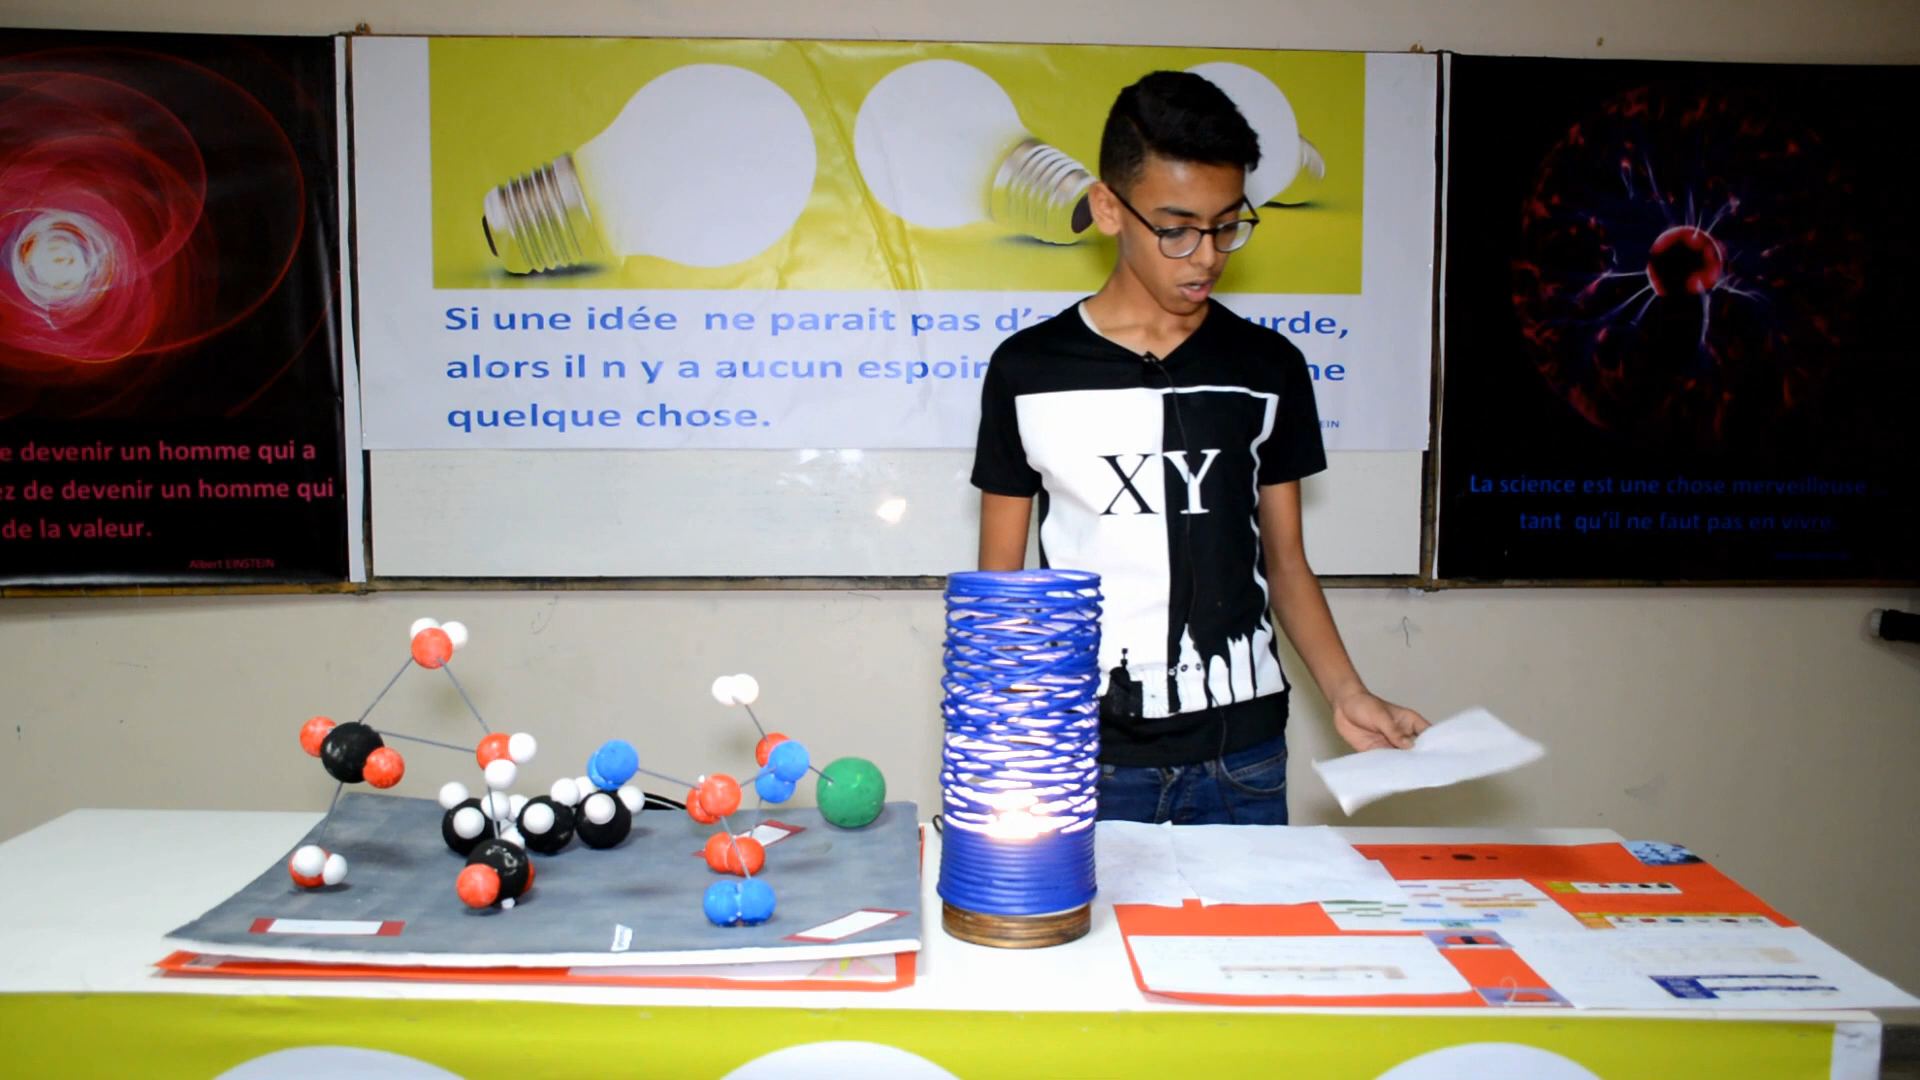 e devenir un homme qui a
ez de devenir un homme qui
de la valeur.
Albert EINSTEIN
Si une idée ne parait pas d'a urde,
alors il n y a aucun espoir ne
quelque chose.
EIN
La science est une chose merveilleuse
tant qu'il ne faut pas en vivre.
XY